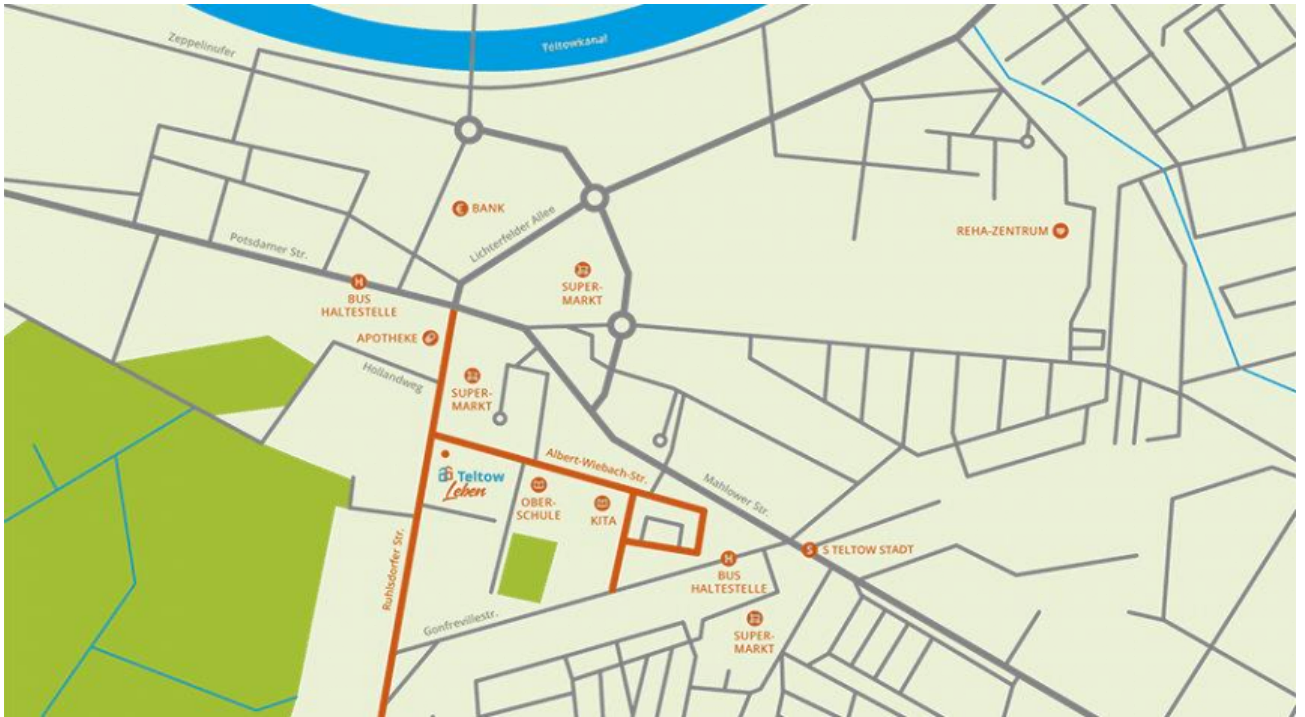 Zeppelinufer
Teltowkanal
BANK
Lichterfelder Allee
Potsdamer Str.
REHA-ZENTRUM
BUS
HALTESTELLE
SUPER-
MARKT
APOTHEKE
Hollandweg
SUPER-
MARKT
Albert-Wiebach-Str.
Teltow
Leben
OBER-
SCHULE
KITA
Mahlower Str.
Ruhlsdorfer Str.
H
H
S
S TELTOW STADT
BUS
HALTESTELLE
Gonfrevillestr.
SUPER-
MARKT